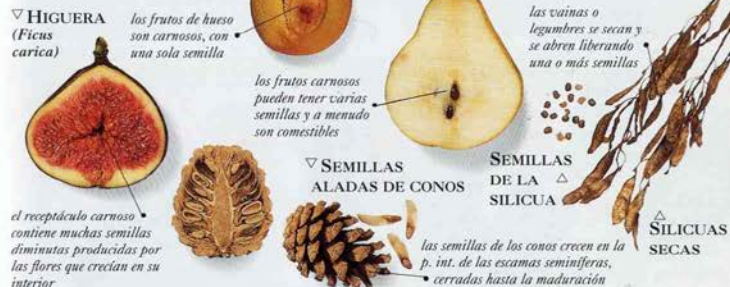 ▽ HIGUERA
(Ficus
carica)
los frutos de hueso
son carnosos, con
una sola semilla
los frutos carnosos
pueden tener varias
semillas y a menudo
son comestibles
las vainas o
legumbres se secan y
se abren liberando
una o más semillas
el receptáculo carnoso
contiene muchas semillas
diminutas producidas por
las flores que crecían en su
interior
▽ SEMILLAS
ALADAS DE CONOS
las semillas de los conos crecen en la
p. int. de las escamas seminíferas,
cerradas hasta la maduración
SEMILLAS
DE LA △
SILICUA
△
SILICUAS
SECAS